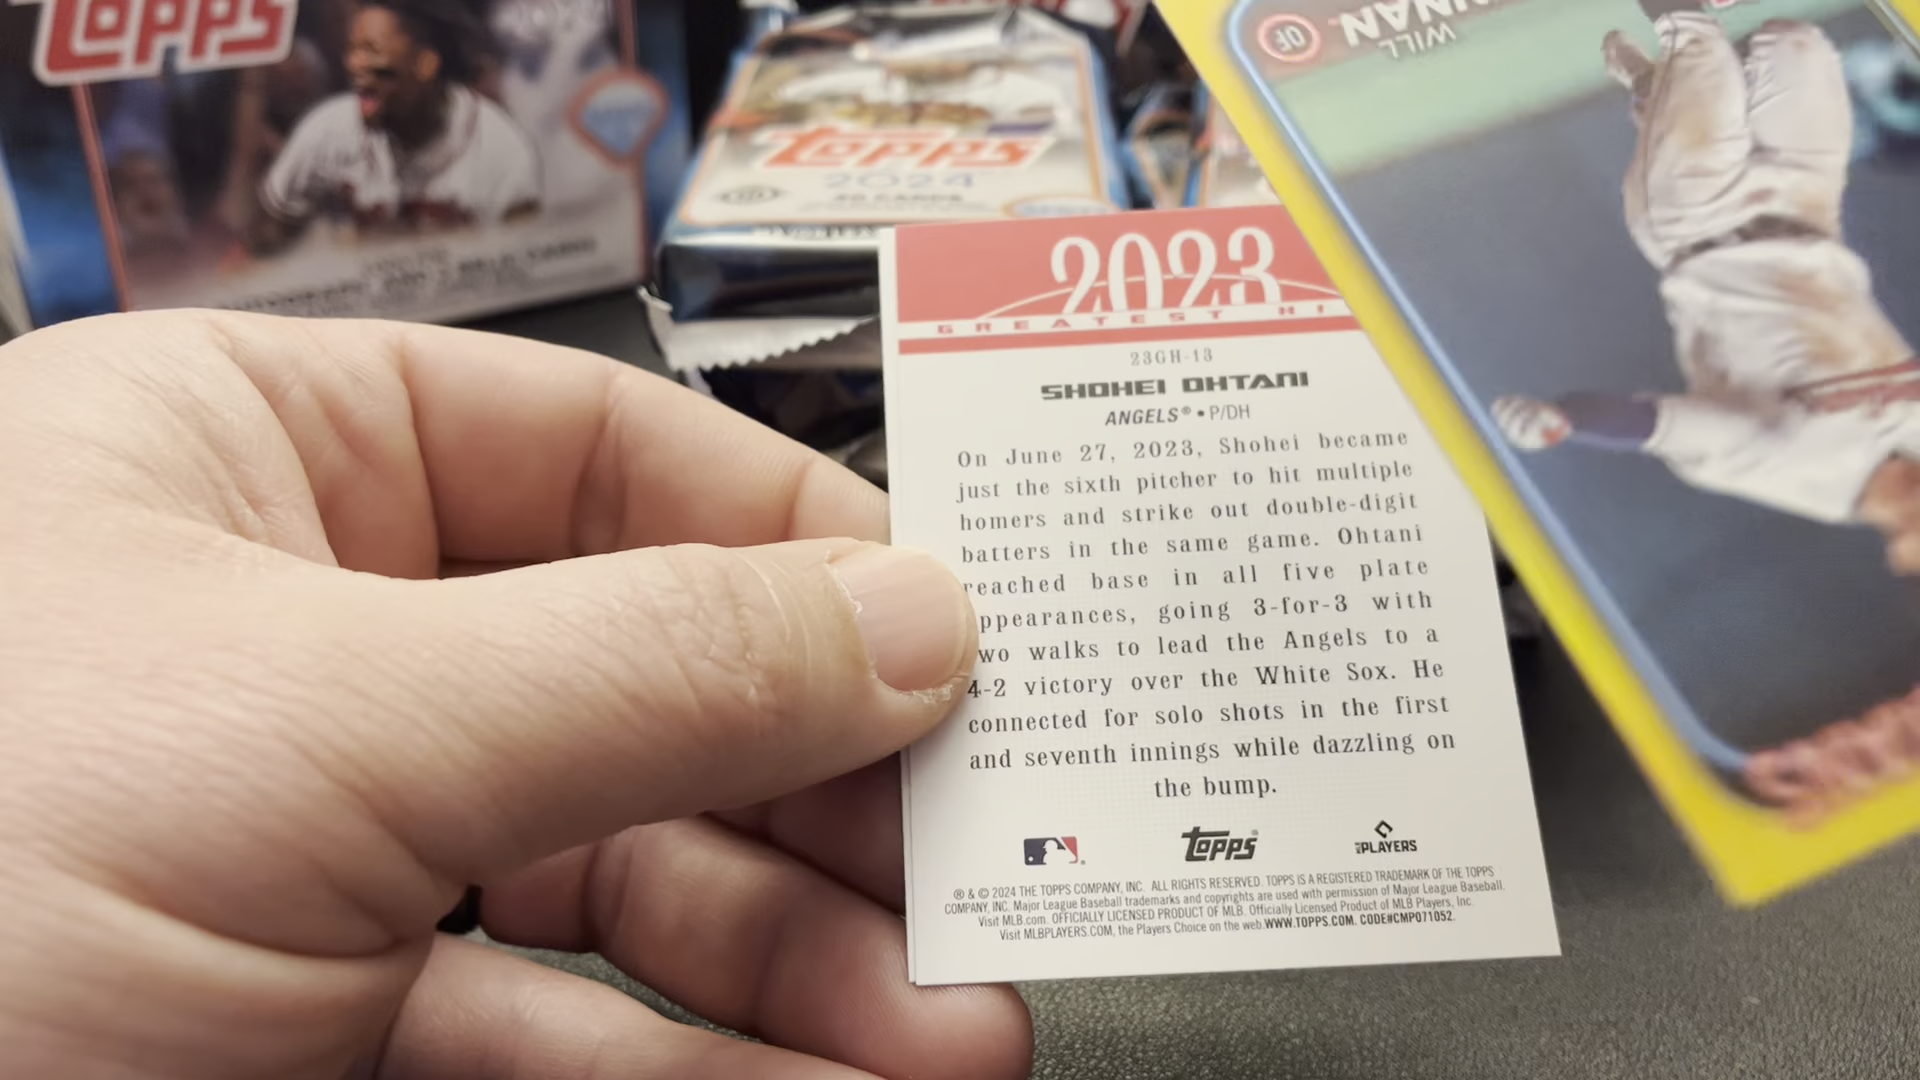 TOPPS
TOPPS
2024
OF
WILL
2023
GREATEST HI
23GH-13
SHOHEI OHTANI
ANGELS® • P/DH
On June 27, 2023, Shohei became
just the sixth pitcher to hit multiple
homers and strike out double-digit
batters in the same game. Ohtani
reached base in all five plate
ppearances, going 3-for-3 with
wo walks to lead the Angels to a
4-2 victory over the White Sox. He
connected for solo shots in the first
and seventh innings while dazzling on
the bump.
TOPPS®
PLAYERS
® & © 2024 THE TOPPS COMPANY, INC. ALL RIGHTS RESERVED. TOPPS IS A REGISTERED TRADEMARK OF THE TOPPS
COMPANY, INC. Major League Baseball trademarks and copyrights are used with permission of Major League Baseball.
Visit MLB.com. OFFICIALLY LICENSED PRODUCT OF MLB. Officially Licensed Product of MLB Players, Inc.
Visit MLBPLAYERS.COM, the Players Choice on the web.WWW.TOPPS.COM. CODE#CMP071052.